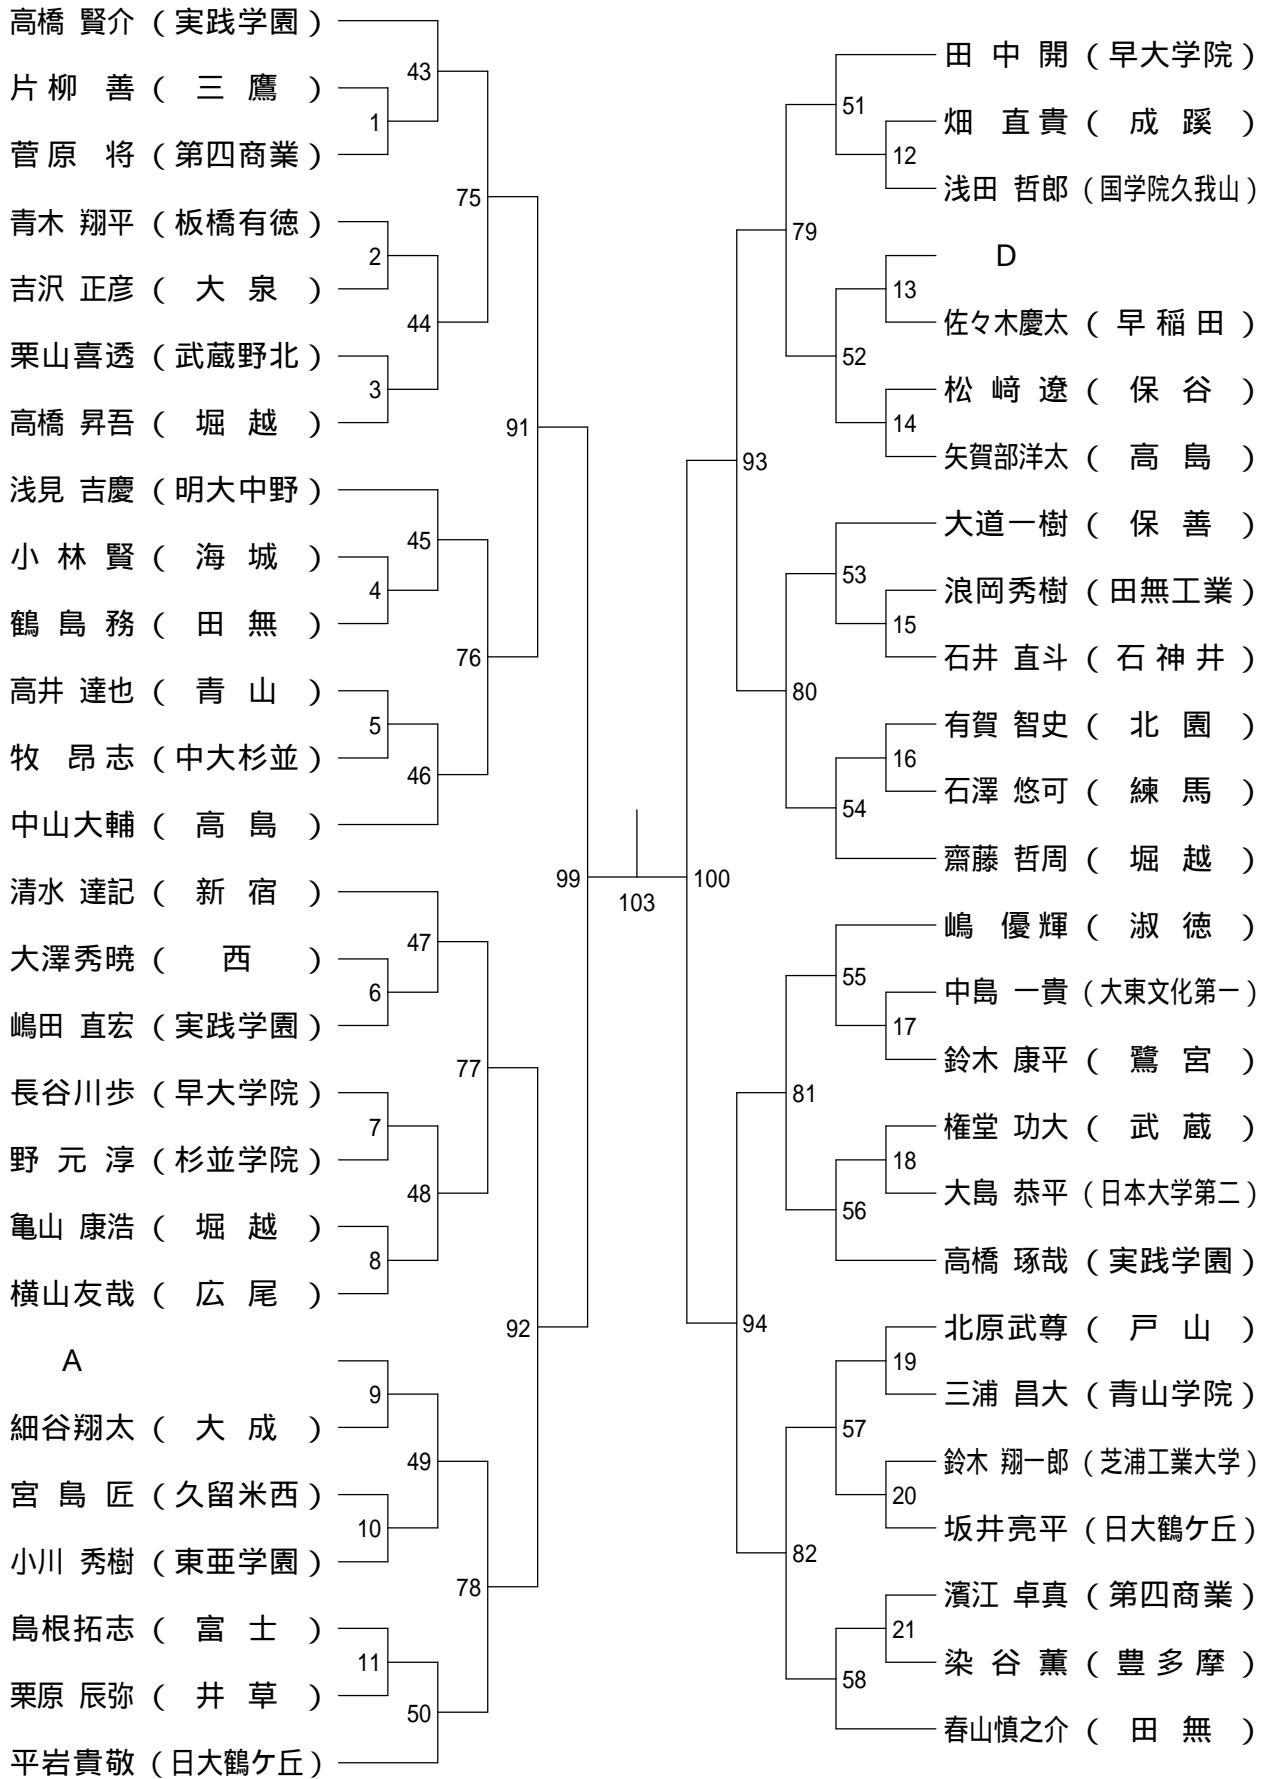 高橋 賢介 ( 実践学園 )
片柳 善 ( 三 鷹 )
菅原 将 ( 第四商業 )
青木 翔平 ( 板橋有徳 )
吉沢 正彦 ( 大 泉 )
栗山喜透 ( 武蔵野北 )
高橋 昇吾 ( 堀 越 )
浅見 吉慶 ( 明大中野 )
小 林 賢 ( 海 城 )
鶴 島 務 ( 田 無 )
高井 達也 ( 青 山 )
牧 昂志 ( 中大杉並 )
中山大輔 ( 高 島 )
清水 達記 ( 新 宿 )
大澤秀暁 ( 西 )
嶋田 直宏 ( 実践学園 )
長谷川歩 ( 早大学院 )
野 元 淳 ( 杉並学院 )
亀山 康浩 ( 堀 越 )
横山友哉 ( 広 尾 )
A
細谷翔太 ( 大 成 )
宮 島 匠 ( 久留米西 )
小川 秀樹 ( 東亜学園 )
島根拓志 ( 富 士 )
栗原 辰弥 ( 井 草 )
平岩貴敬 ( 日大鶴ケ丘 )
1
2
3
4
5
6
7
8
9
10
11
43
44
45
46
47
48
49
50
75
76
77
78
91
92
99
103
100
93
94
79
80
81
82
51
52
53
54
55
56
57
58
12
13
14
15
16
17
18
19
20
21
田 中 開 ( 早大学院 )
畑 直貴 ( 成 蹊 )
浅田 哲郎 ( 国学院久我山 )
D
佐々木慶太 ( 早 稲 田 )
松 﨑 遼 ( 保 谷 )
矢賀部洋太 ( 高 島 )
大道一樹 ( 保 善 )
浪岡秀樹 ( 田無工業 )
石井 直斗 ( 石 神 井 )
有賀 智史 ( 北 園 )
石澤 悠可 ( 練 馬 )
齋藤 哲周 ( 堀 越 )
嶋 優輝 ( 淑 徳 )
中島 一貴 ( 大東文化第一 )
鈴木 康平 ( 鷺 宮 )
権堂 功大 ( 武 蔵 )
大島 恭平 ( 日本大学第二 )
高橋 琢哉 ( 実践学園 )
北原武尊 ( 戸 山 )
三浦 昌大 ( 青山学院 )
鈴木 翔一郎 ( 芝浦工業大学 )
坂井亮平 ( 日大鶴ケ丘 )
濱江 卓真 ( 第四商業 )
染 谷 薫 ( 豊 多 摩 )
春山慎之介 ( 田 無 )